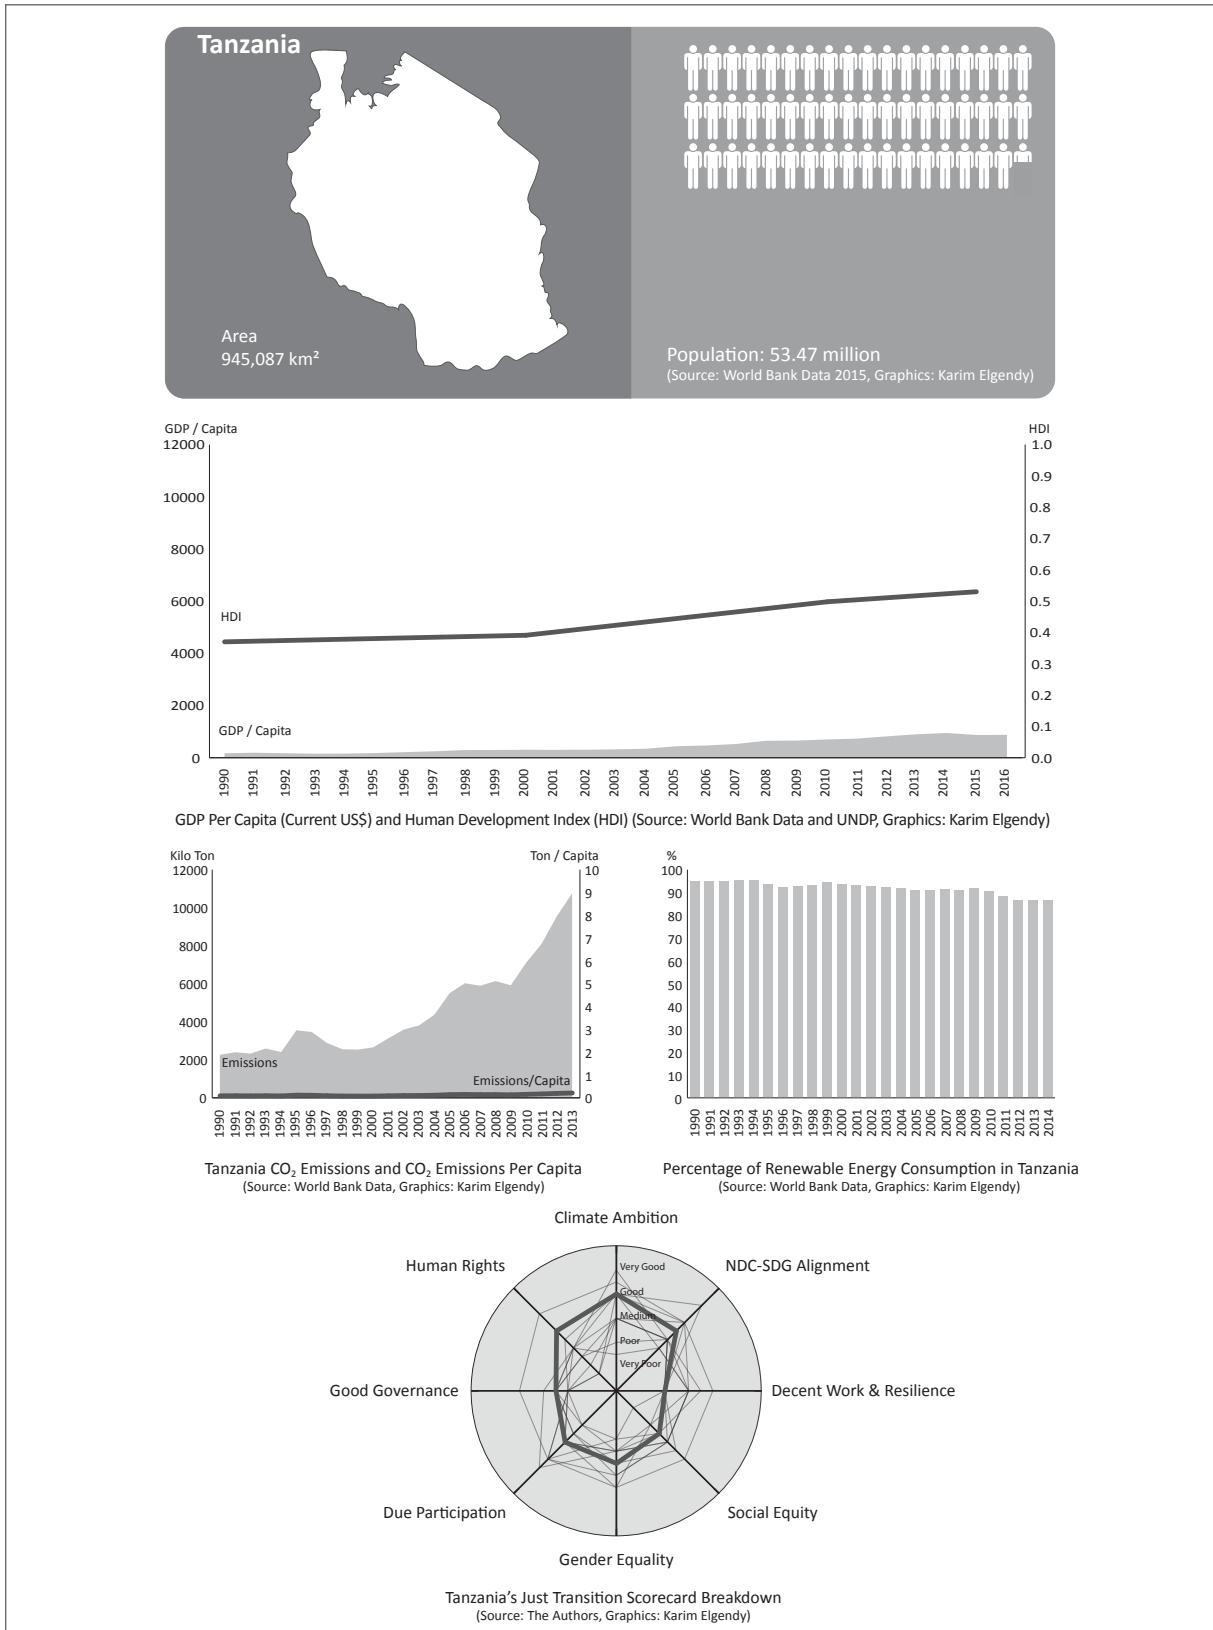 Tanzania
Area
945,087 km²
Population: 53.47 million
(Source: World Bank Data 2015, Graphics: Karim Elgendy)
GDP / Capita
HDI
12000
10000
8000
6000
4000
2000
0
1.0
0.9
0.8
0.7
0.6
0.5
0.4
0.3
0.2
0.1
0.0
HDI
GDP / Capita
1990 1991 1992 1993 1994 1995 1996 1997 1998 1999 2000 2001 2002 2003 2004 2005 2006 2007 2008 2009 2010 2011 2012 2013 2014 2015 2016
GDP Per Capita (Current US$) and Human Development Index (HDI) (Source: World Bank Data and UNDP, Graphics: Karim Elgendy)
Kilo Ton
Ton / Capita
12000
10000
8000
6000
4000
2000
0
10
9
8
7
6
5
4
3
2
1
0
Emissions
Emissions/Capita
1990 1991 1992 1993 1994 1995 1996 1997 1998 1999 2000 2001 2002 2003 2004 2005 2006 2007 2008 2009 2010 2011 2012 2013
Tanzania CO₂ Emissions and CO₂ Emissions Per Capita
(Source: World Bank Data, Graphics: Karim Elgendy)
%
100
90
80
70
60
50
40
30
20
10
0
1990 1991 1992 1993 1994 1995 1996 1997 1998 1999 2000 2001 2002 2003 2004 2005 2006 2007 2008 2009 2010 2011 2012 2013 2014
Percentage of Renewable Energy Consumption in Tanzania
(Source: World Bank Data, Graphics: Karim Elgendy)
Climate Ambition
Human Rights
NDC-SDG Alignment
Very Good
Good
Medium
Poor
Very Poor
Good Governance
Decent Work & Resilience
Due Participation
Social Equity
Gender Equality
Tanzania's Just Transition Scorecard Breakdown
(Source: The Authors, Graphics: Karim Elgendy)